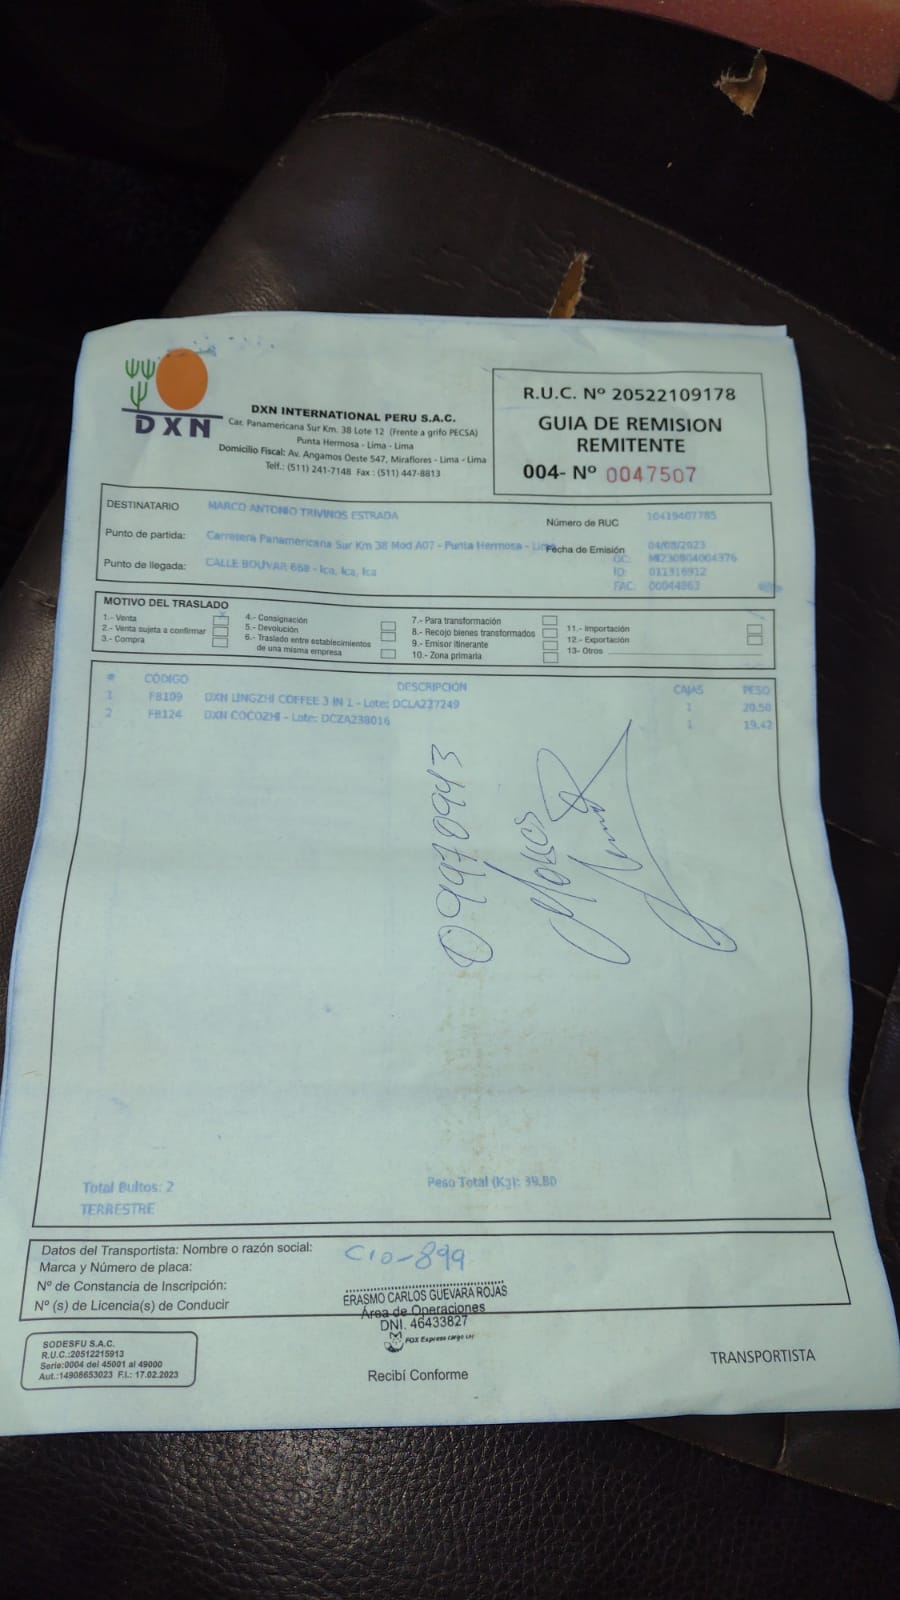 DXN
DXN INTERNATIONAL PERU S.A.C.
Car. Panamericana Sur Km. 38 Lote 12 (Frente a grifo PECSA)
Punta Hermosa - Lima - Lima
Domicilio Fiscal: Av. Angamos Oeste 547, Miraflores - Lima - Lima
Telf.: (511) 241-7148 Fax : (511) 447-8813
R.U.C. Nº 20522109178
GUIA DE REMISION
REMITENTE
004- Nº 0047507
DESTINATARIO MARCO ANTONIO TRIVINOS ESTRADA
Número de RUC 10419407785
Punto de partida: Carretera Panamericana Sur Km 38 Mod A07 - Punta Hermosa - Lima
Fecha de Emisión 04/08/2023
OC: MI230804004376
Punto de llegada: CALLE BOLIVAR 668 - Ica, Ica, Ica
ID: 011316912
FAC: 00044863
MOTIVO DEL TRASLADO
1.- Venta
2.- Venta sujeta a confirmar
3.- Compra
4.- Consignación
5.- Devolución
6.- Traslado entre establecimientos
de una misma empresa
7.- Para transformación
8.- Recojo bienes transformados
9.- Emisor itinerante
10.- Zona primaria
11.- Importación
12.- Exportación
13- Otros
# CÓDIGO DESCRIPCIÓN CAJAS PESO
1 FB109 DXN LINGZHI COFFEE 3 IN 1 - Lote: DCLA237249 1 20.50
2 FB124 DXN COCOZHI - Lote: DCZA238016 1 19.42
09970943
Total Bultos: 2
Peso Total (Kg): 39.80
TERRESTRE
Datos del Transportista: Nombre o razón social:
Marca y Número de placa: C10-899
Nº de Constancia de Inscripción:
Nº (s) de Licencia(s) de Conducir
ERASMO CARLOS GUEVARA ROJAS
Área de Operaciones
DNI. 46433827
FOX Express cargo
SODESFU S.A.C.
R.U.C.:20512215913
Serie:0004 del 45001 al 49000
Aut.:14908653023 F.I.: 17.02.2023
Recibí Conforme
TRANSPORTISTA